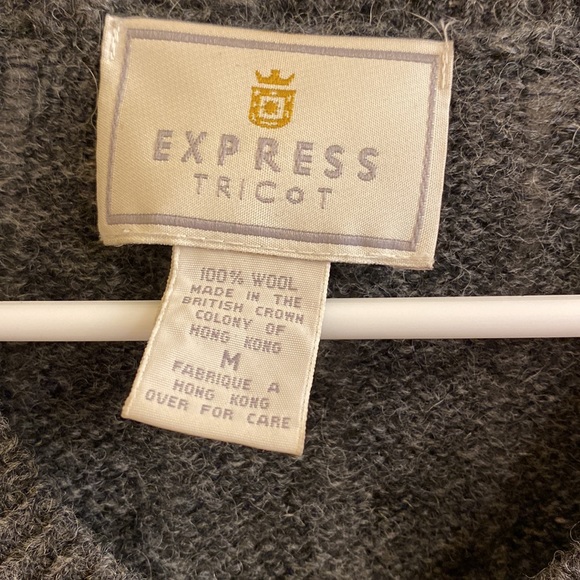 EXPRESS
TRICOT
100% WOOL
MADE IN THE
BRITISH CROWN
COLONY OF
HONG KONG
M
FABRIQUE A
HONG KONG
OVER FOR CARE